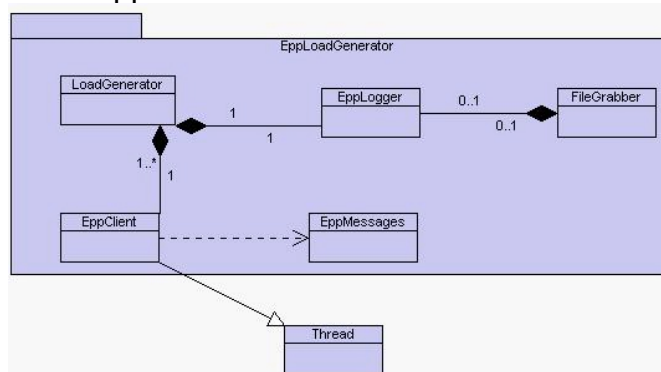 EppLoadGenerator
LoadGenerator
EppLogger
FileGrabber
1
1
0..1
0..1
1..*
1
EppClient
EppMessages
Thread